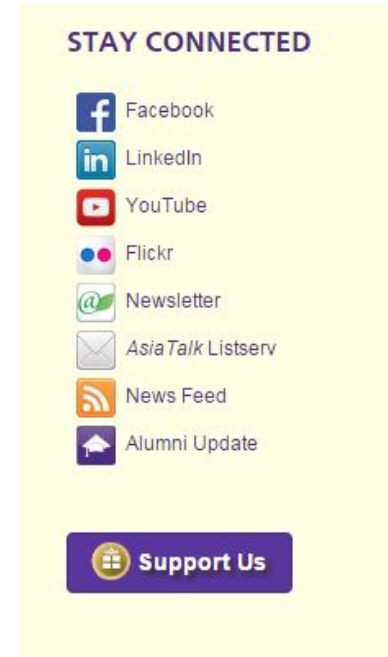 STAY CONNECTED
Facebook
LinkedIn
YouTube
Flickr
Newsletter
AsiaTalk Listserv
News Feed
Alumni Update
Support Us